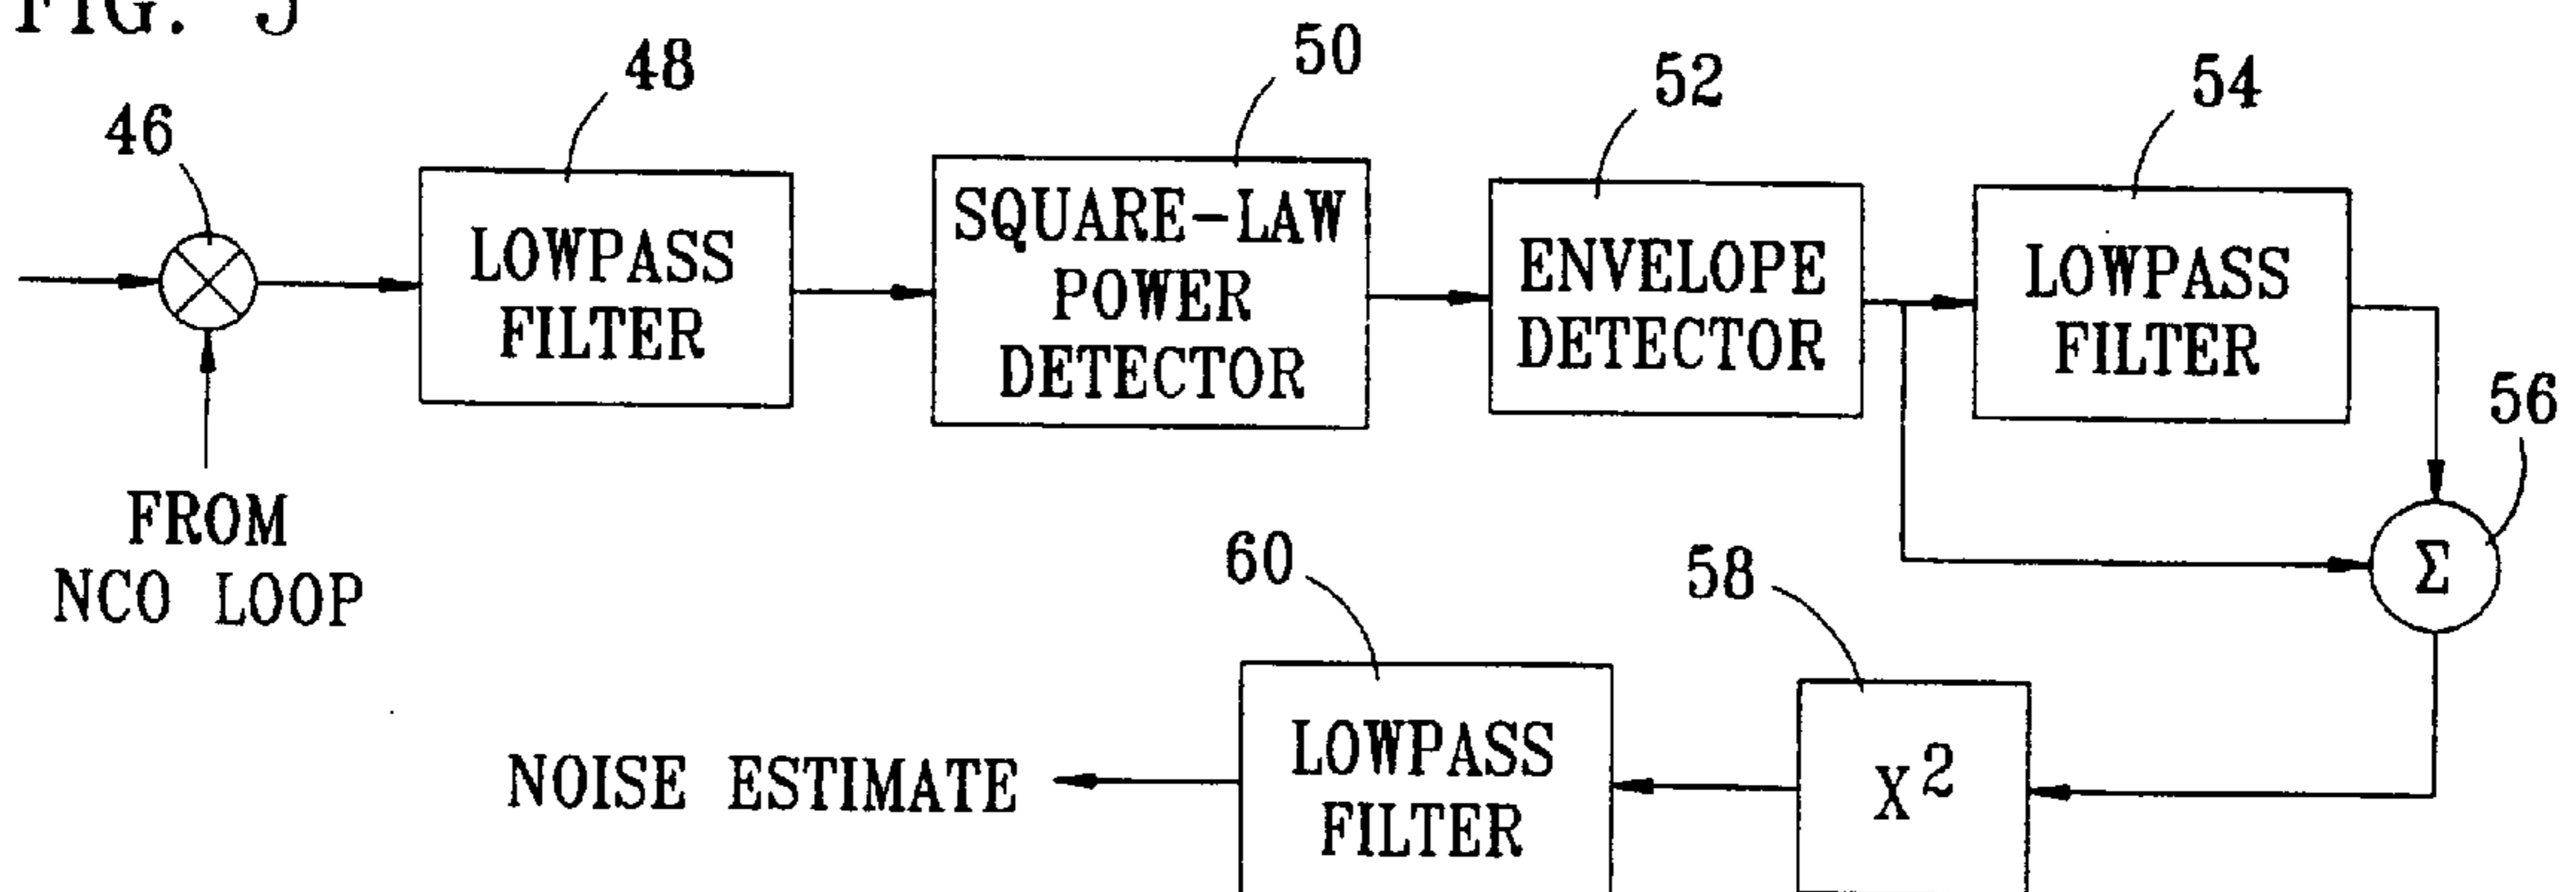 FIG. 5
46
48
50
52
54
LOWPASS
FILTER
SQUARE-LAW
POWER
DETECTOR
ENVELOPE
DETECTOR
LOWPASS
FILTER
56
Σ
FROM
NCO LOOP
60
58
NOISE ESTIMATE
LOWPASS
FILTER
X²